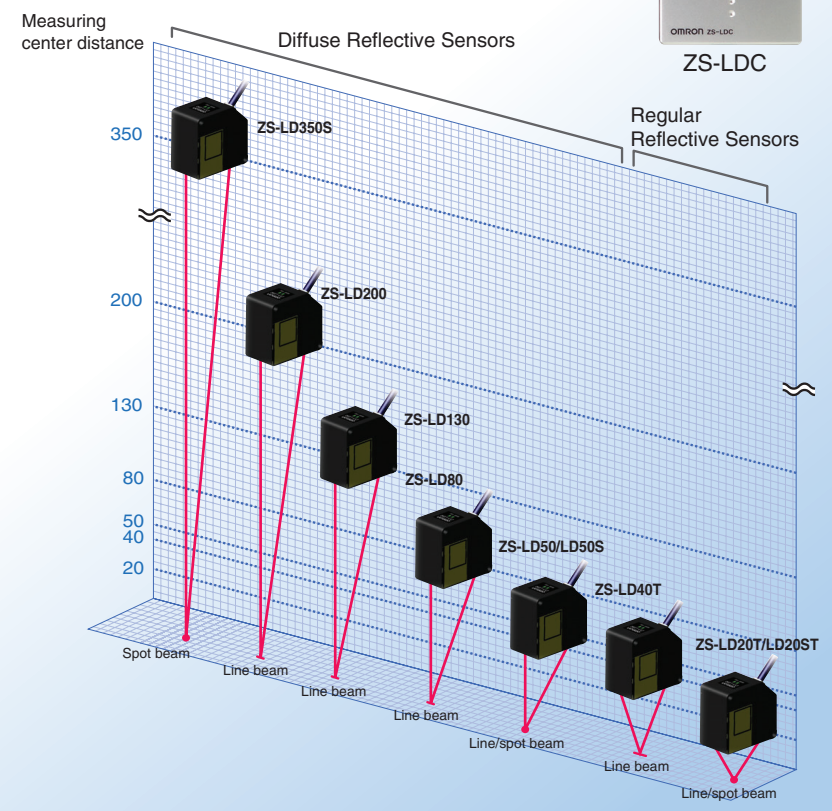 Measuring
center distance
Diffuse Reflective Sensors
OMRON ZS-LDC
ZS-LDC
Regular
Reflective Sensors
350
ZS-LD350S
200
ZS-LD200
130
ZS-LD130
80
ZS-LD80
50
40
ZS-LD50/LD50S
20
ZS-LD40T
ZS-LD20T/LD20ST
Spot beam
Line beam
Line beam
Line beam
Line/spot beam
Line beam
Line/spot beam